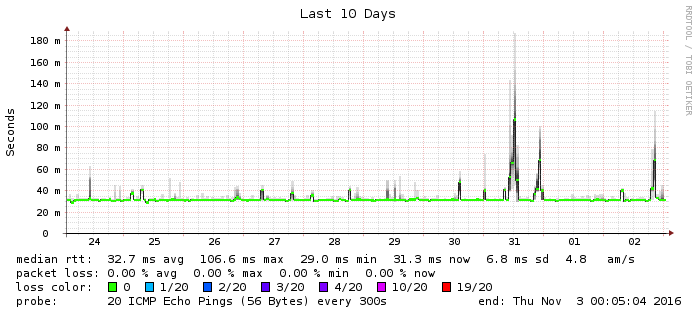 Last 10 Days
RRDTOOL / TOBI OETIKER
Seconds
180 m
160 m
140 m
120 m
100 m
80 m
60 m
40 m
20 m
0
24 25 26 27 28 29 30 31 01 02
median rtt: 32.7 ms avg 106.6 ms max 29.0 ms min 31.3 ms now 6.8 ms sd 4.8 am/s
packet loss: 0.00 % avg 0.00 % max 0.00 % min 0.00 % now
loss color: 0 1/20 2/20 3/20 4/20 10/20 19/20
probe: 20 ICMP Echo Pings (56 Bytes) every 300s end: Thu Nov 3 00:05:04 2016